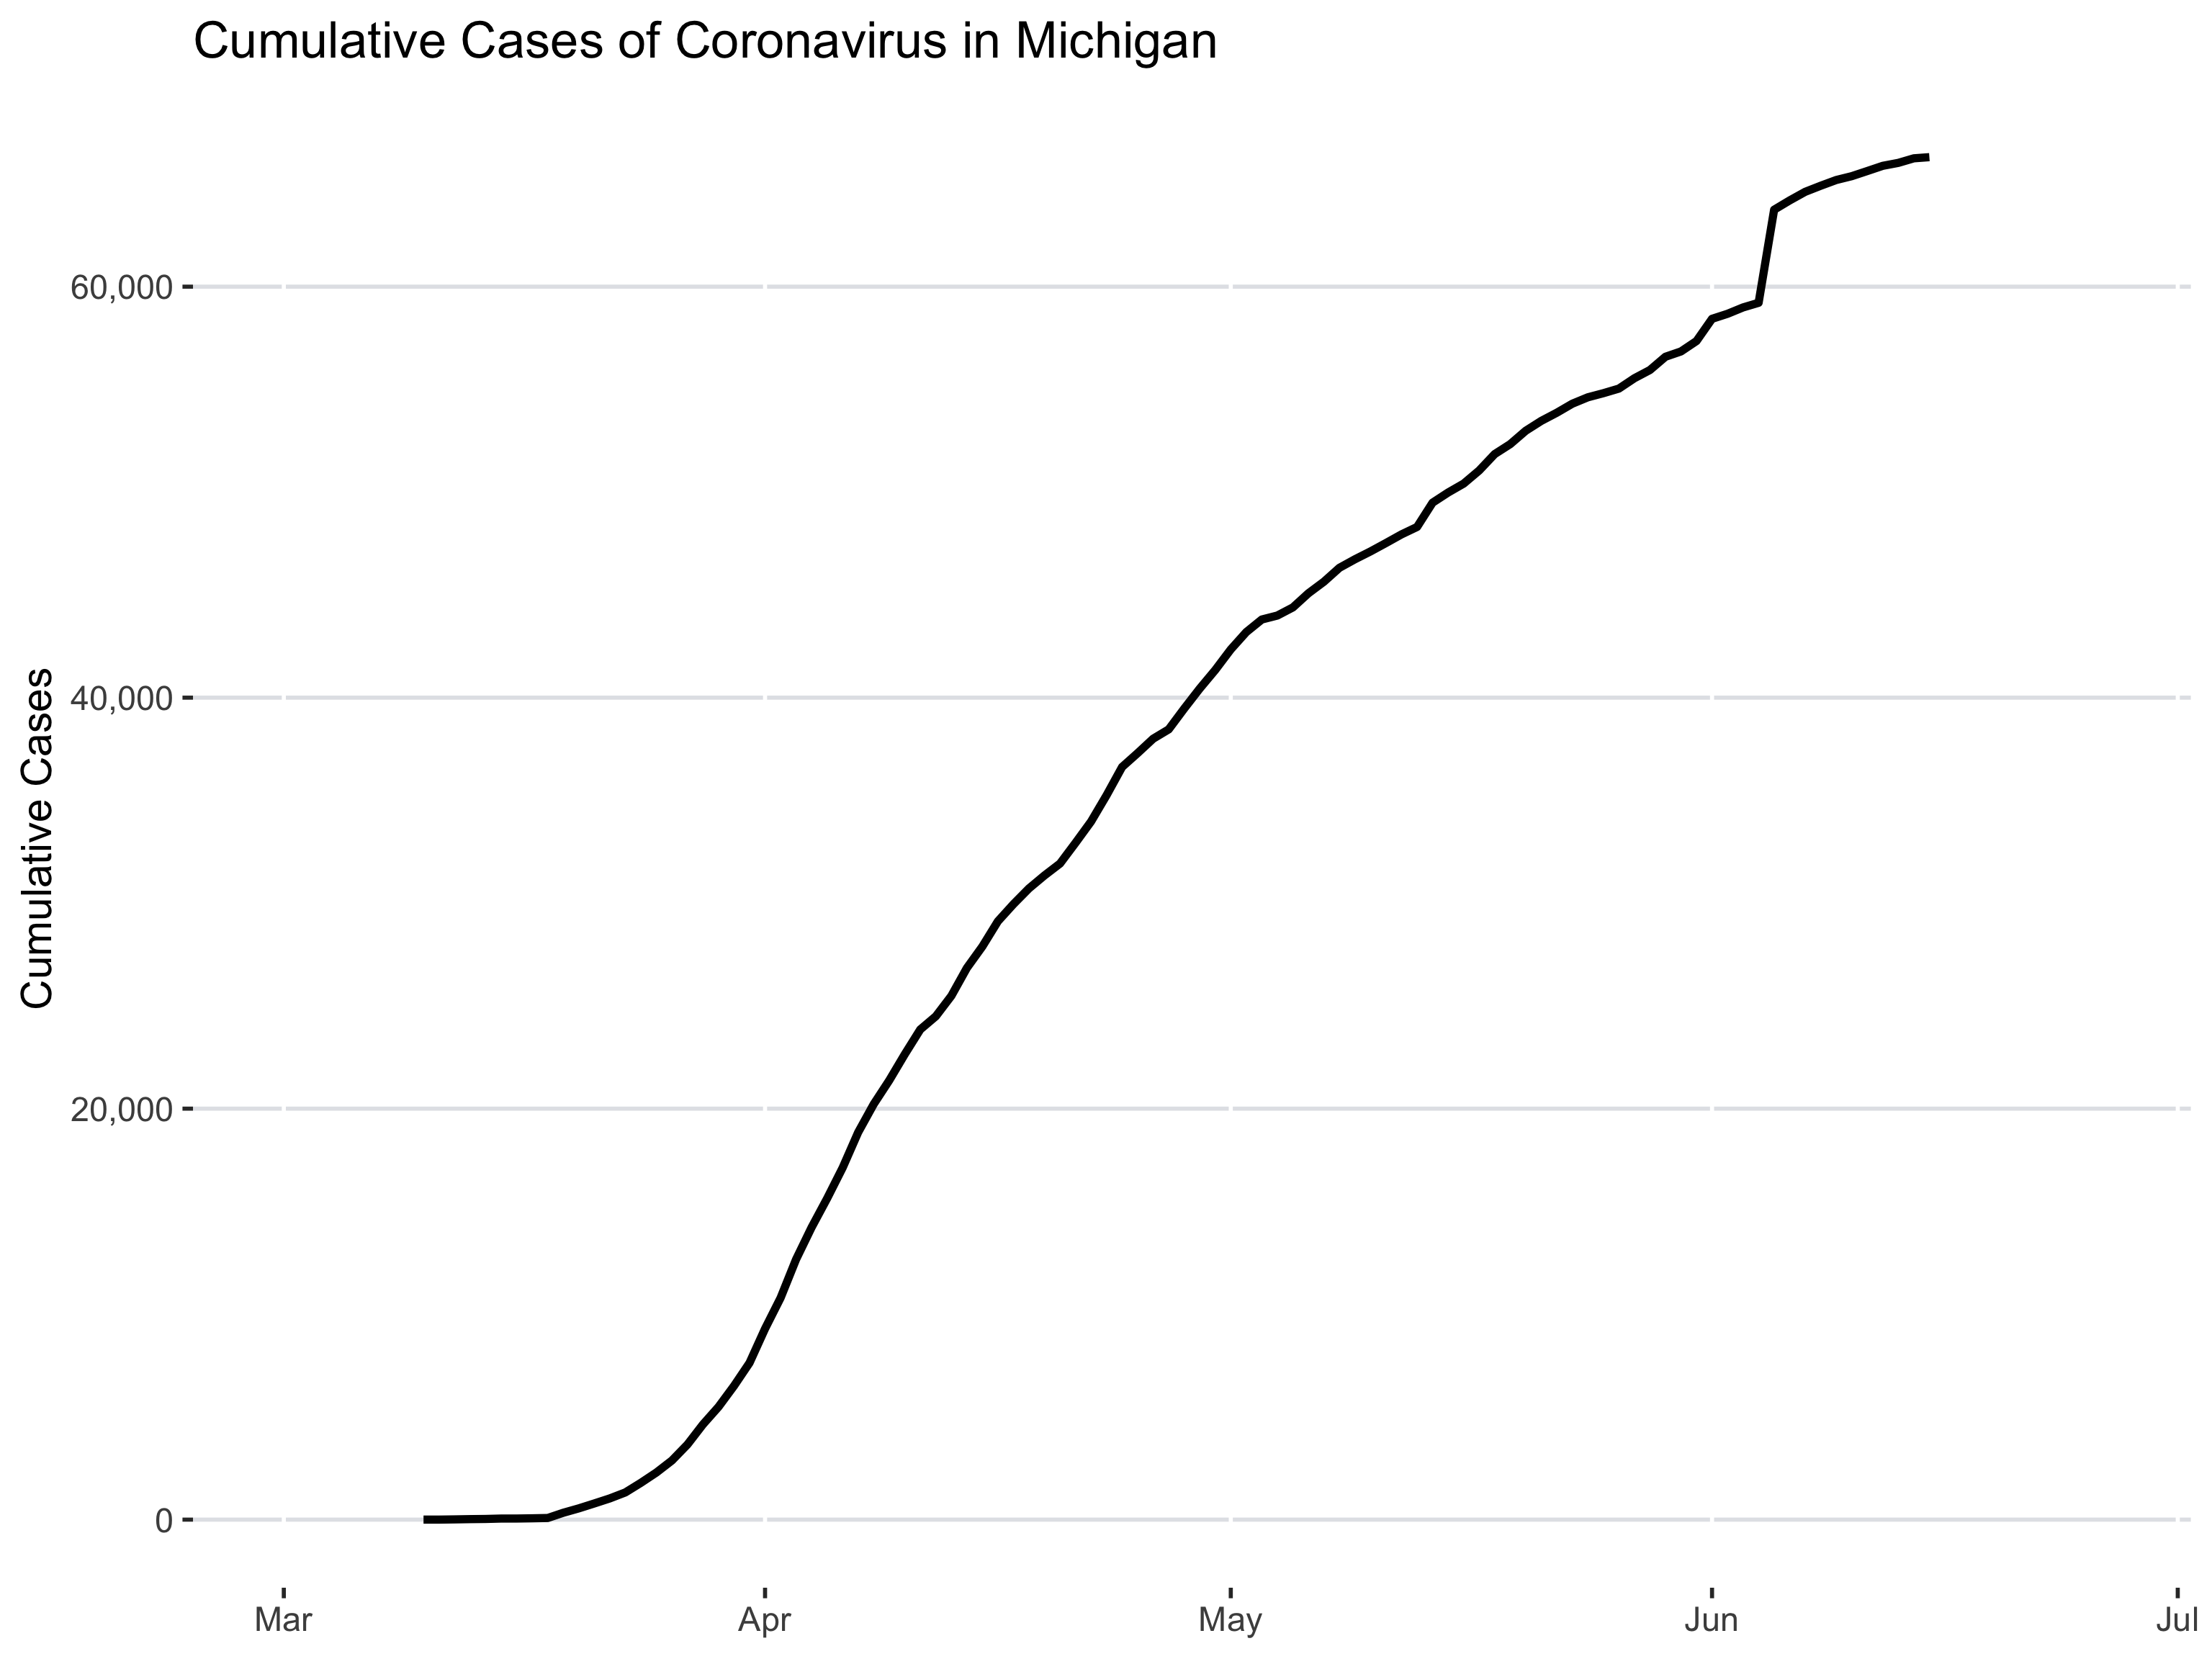 Cumulative Cases of Coronavirus in Michigan
Cumulative Cases
60,000
40,000
20,000
0
Mar
Apr
May
Jun
Jul